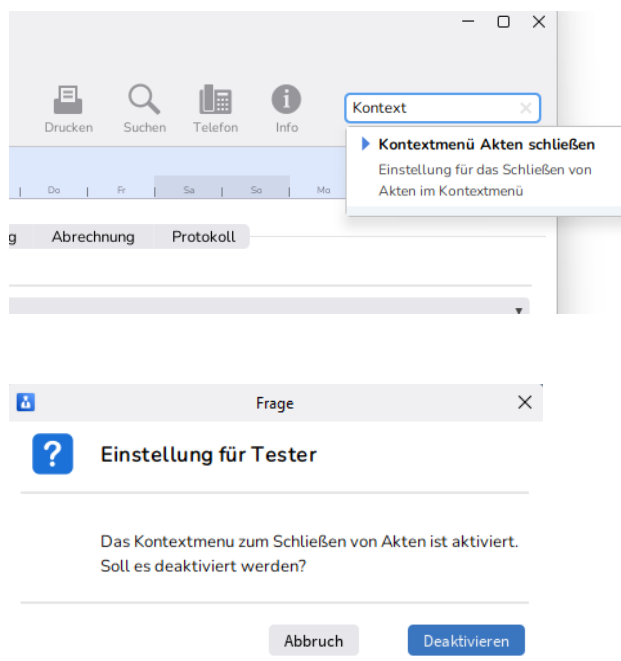 Kontext
Drucken Suchen Telefon Info
Kontextmenü Akten schließen
Einstellung für das Schließen von
Akten im Kontextmenü
Do Fr Sa So Mo
g Abrechnung Protokoll
Frage
Einstellung für Tester
Das Kontextmenu zum Schließen von Akten ist aktiviert.
Soll es deaktiviert werden?
Abbruch Deaktivieren